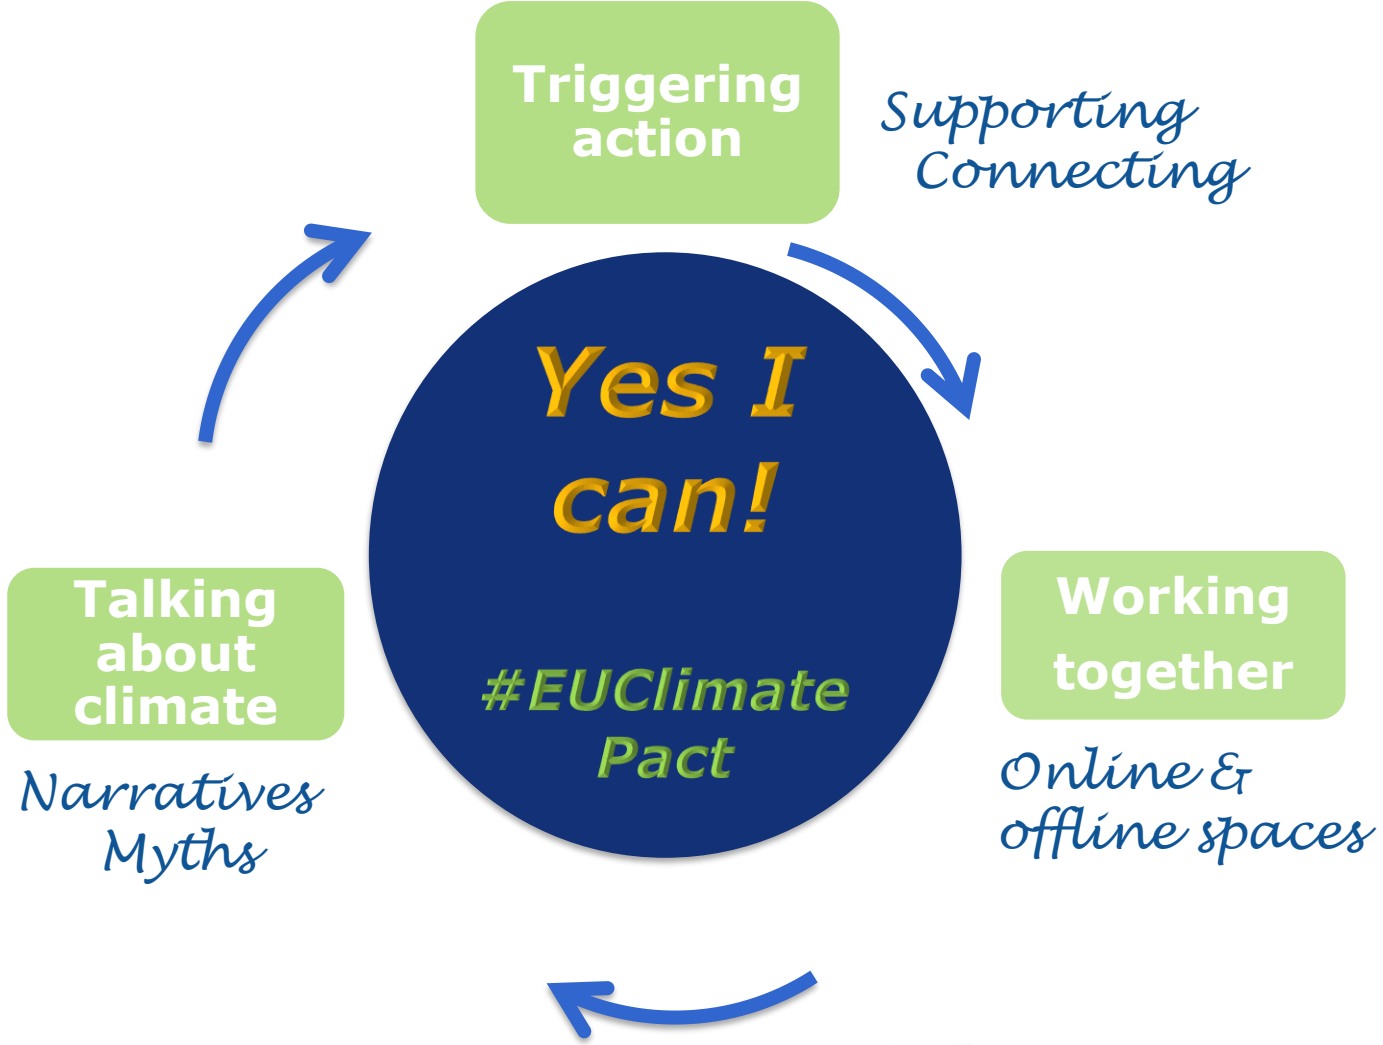 Triggering
action
Supporting
Connecting
Yes I
can!
#EUClimate
Pact
Talking
about
climate
Narratives
Myths
Working
together
Online &
offline spaces